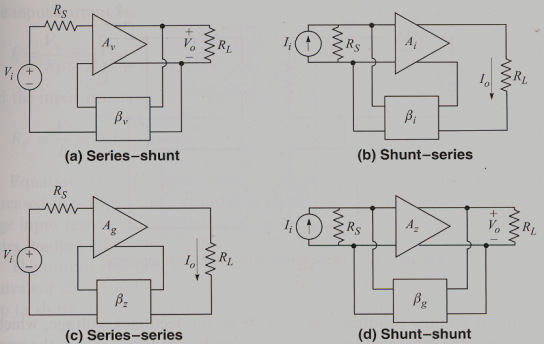 R_S
A_v
+
V_o
−
R_L
V_i
+
−
β_v
(a) Series–shunt
I_i
R_S
A_i
I_o
R_L
β_i
(b) Shunt–series
R_S
A_g
V_i
+
−
I_o
R_L
β_z
(c) Series–series
I_i
R_S
A_z
+
V_o
−
R_L
β_g
(d) Shunt–shunt